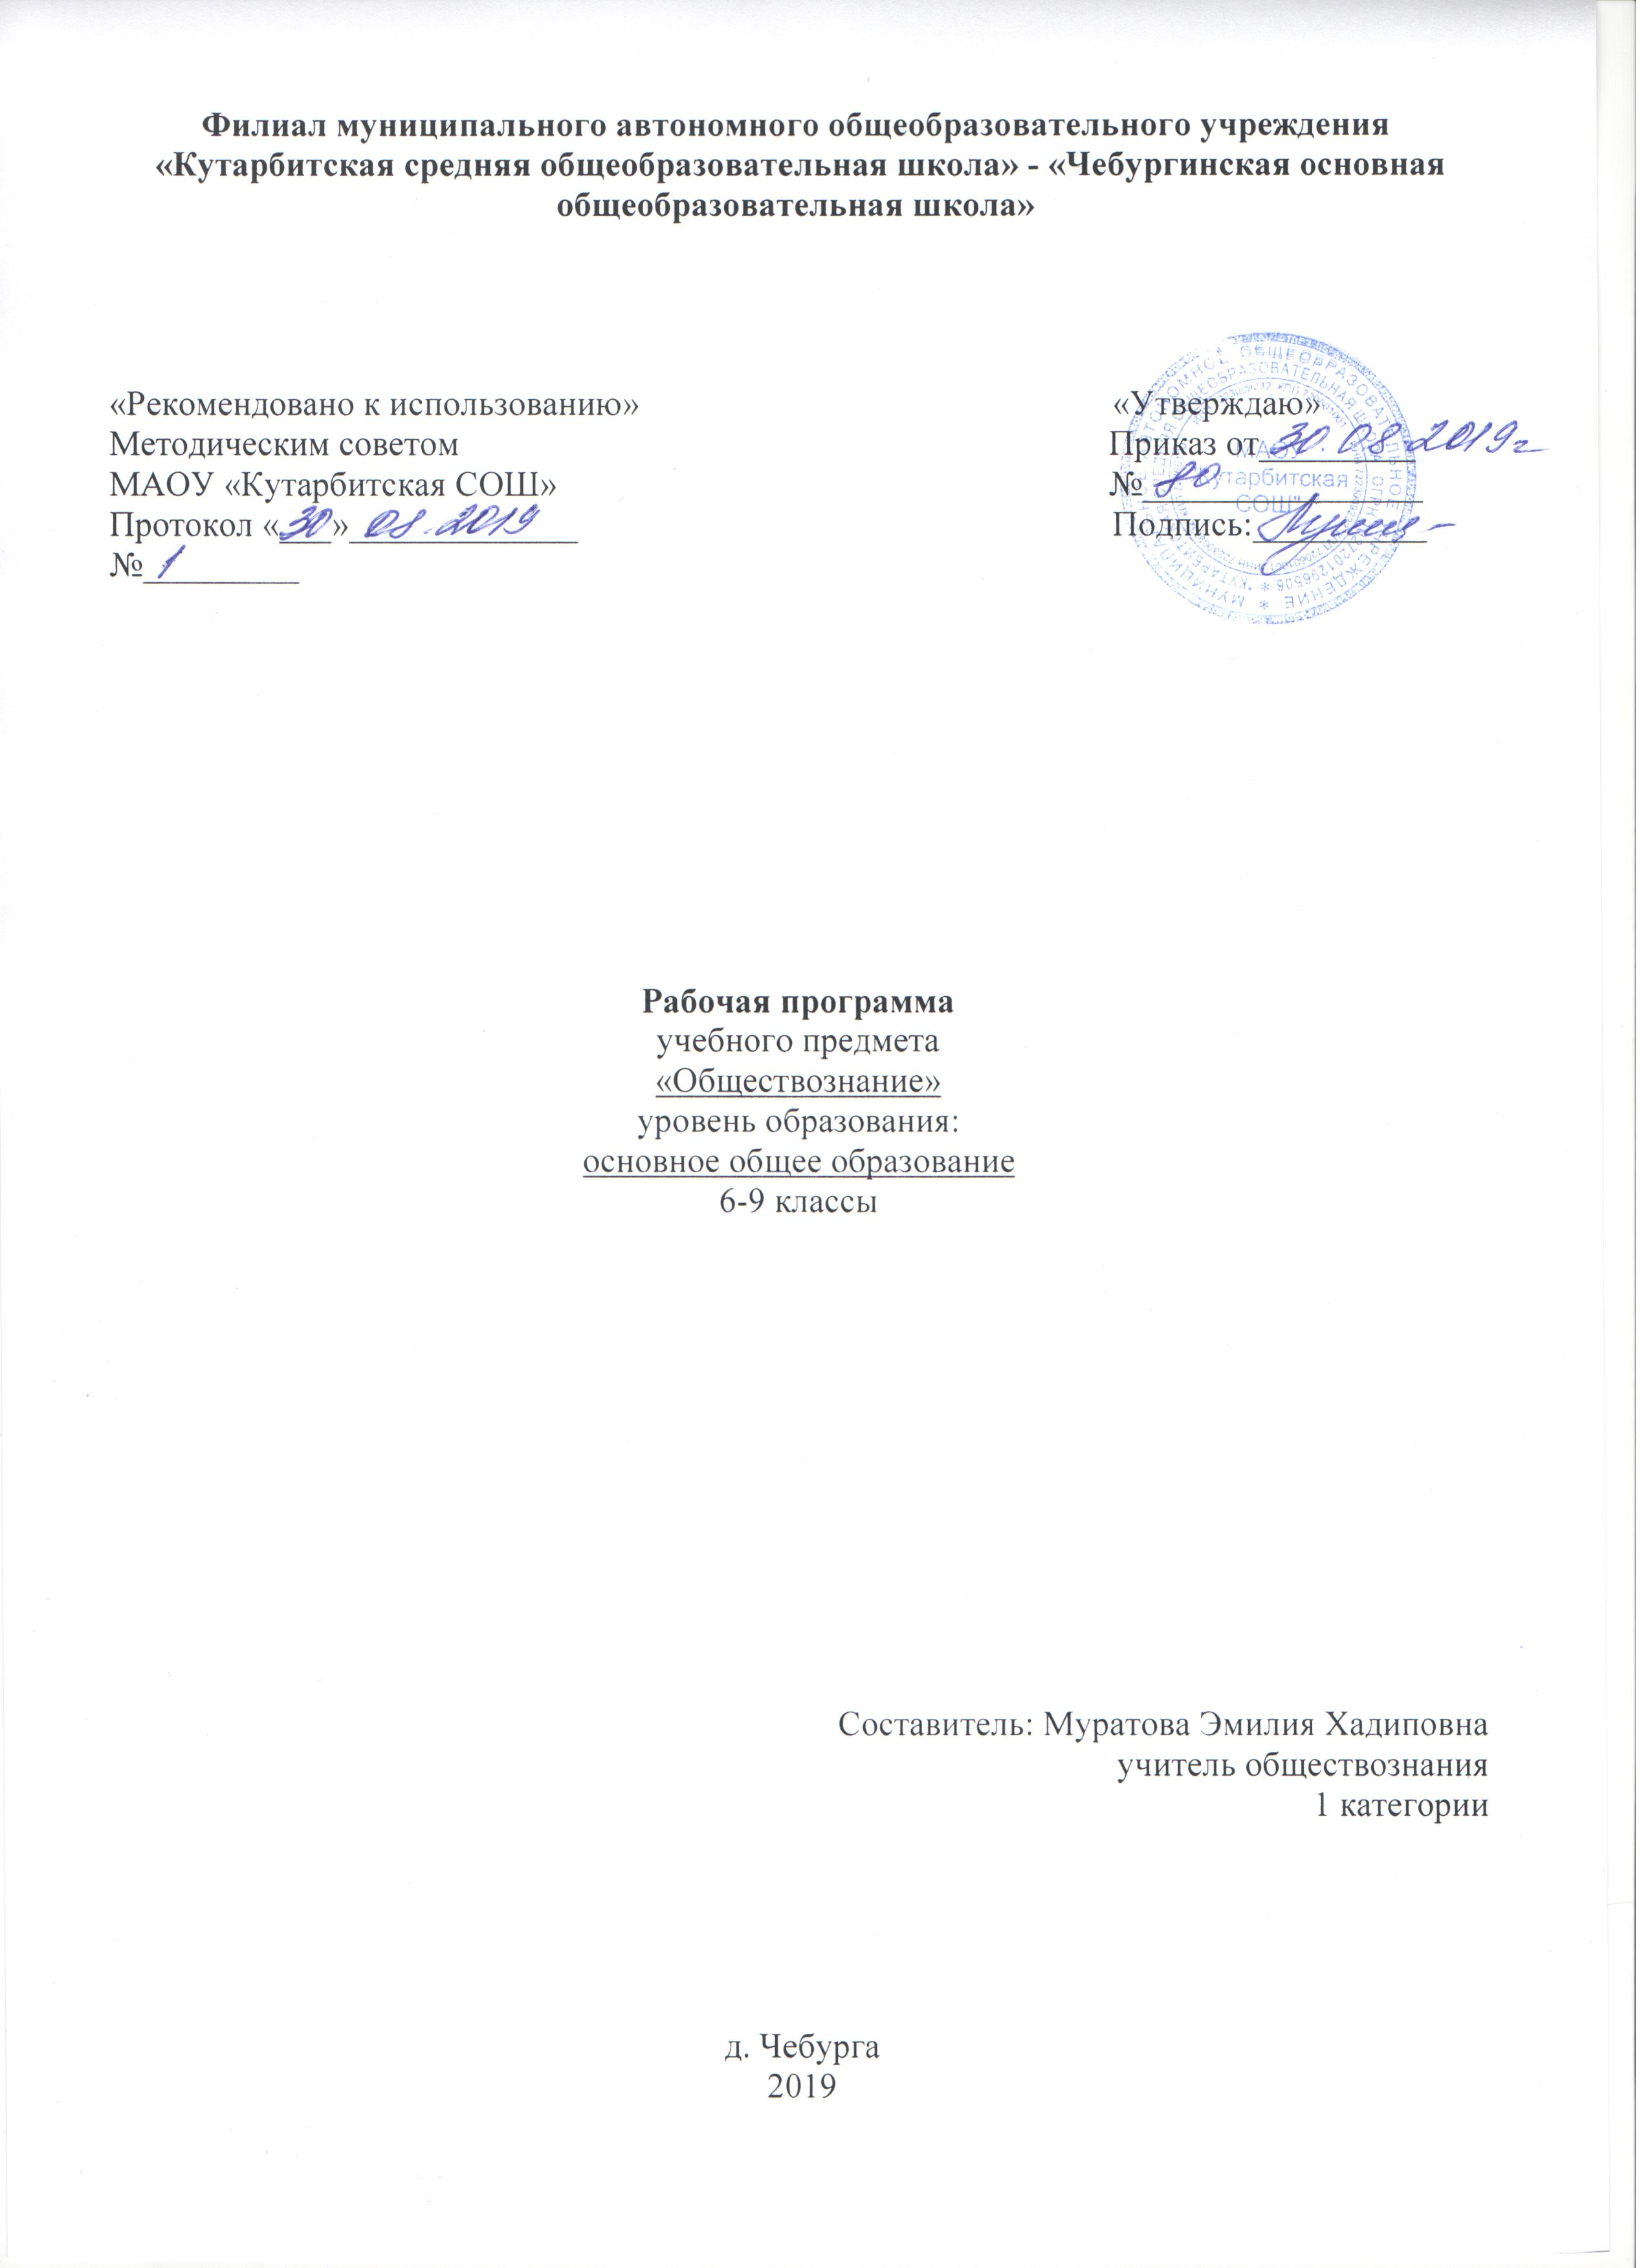 Филиал муниципального автономного общеобразовательного учреждения
«Кутарбитская средняя общеобразовательная школа» - «Чебургинская основная
общеобразовательная школа»
«Рекомендовано к использованию»
Методическим советом
МАОУ «Кутарбитская СОШ»
Протокол «30» 08.2019
№ 1
«Утверждаю»
Приказ от 30.08.2019г
№ 80
Подпись:
МАОУ
"Кутарбитская
СОШ"
Рабочая программа
учебного предмета
«Обществознание»
уровень образования:
основное общее образование
6-9 классы
Составитель: Муратова Эмилия Хадиповна
учитель обществознания
1 категории
д. Чебурга
2019